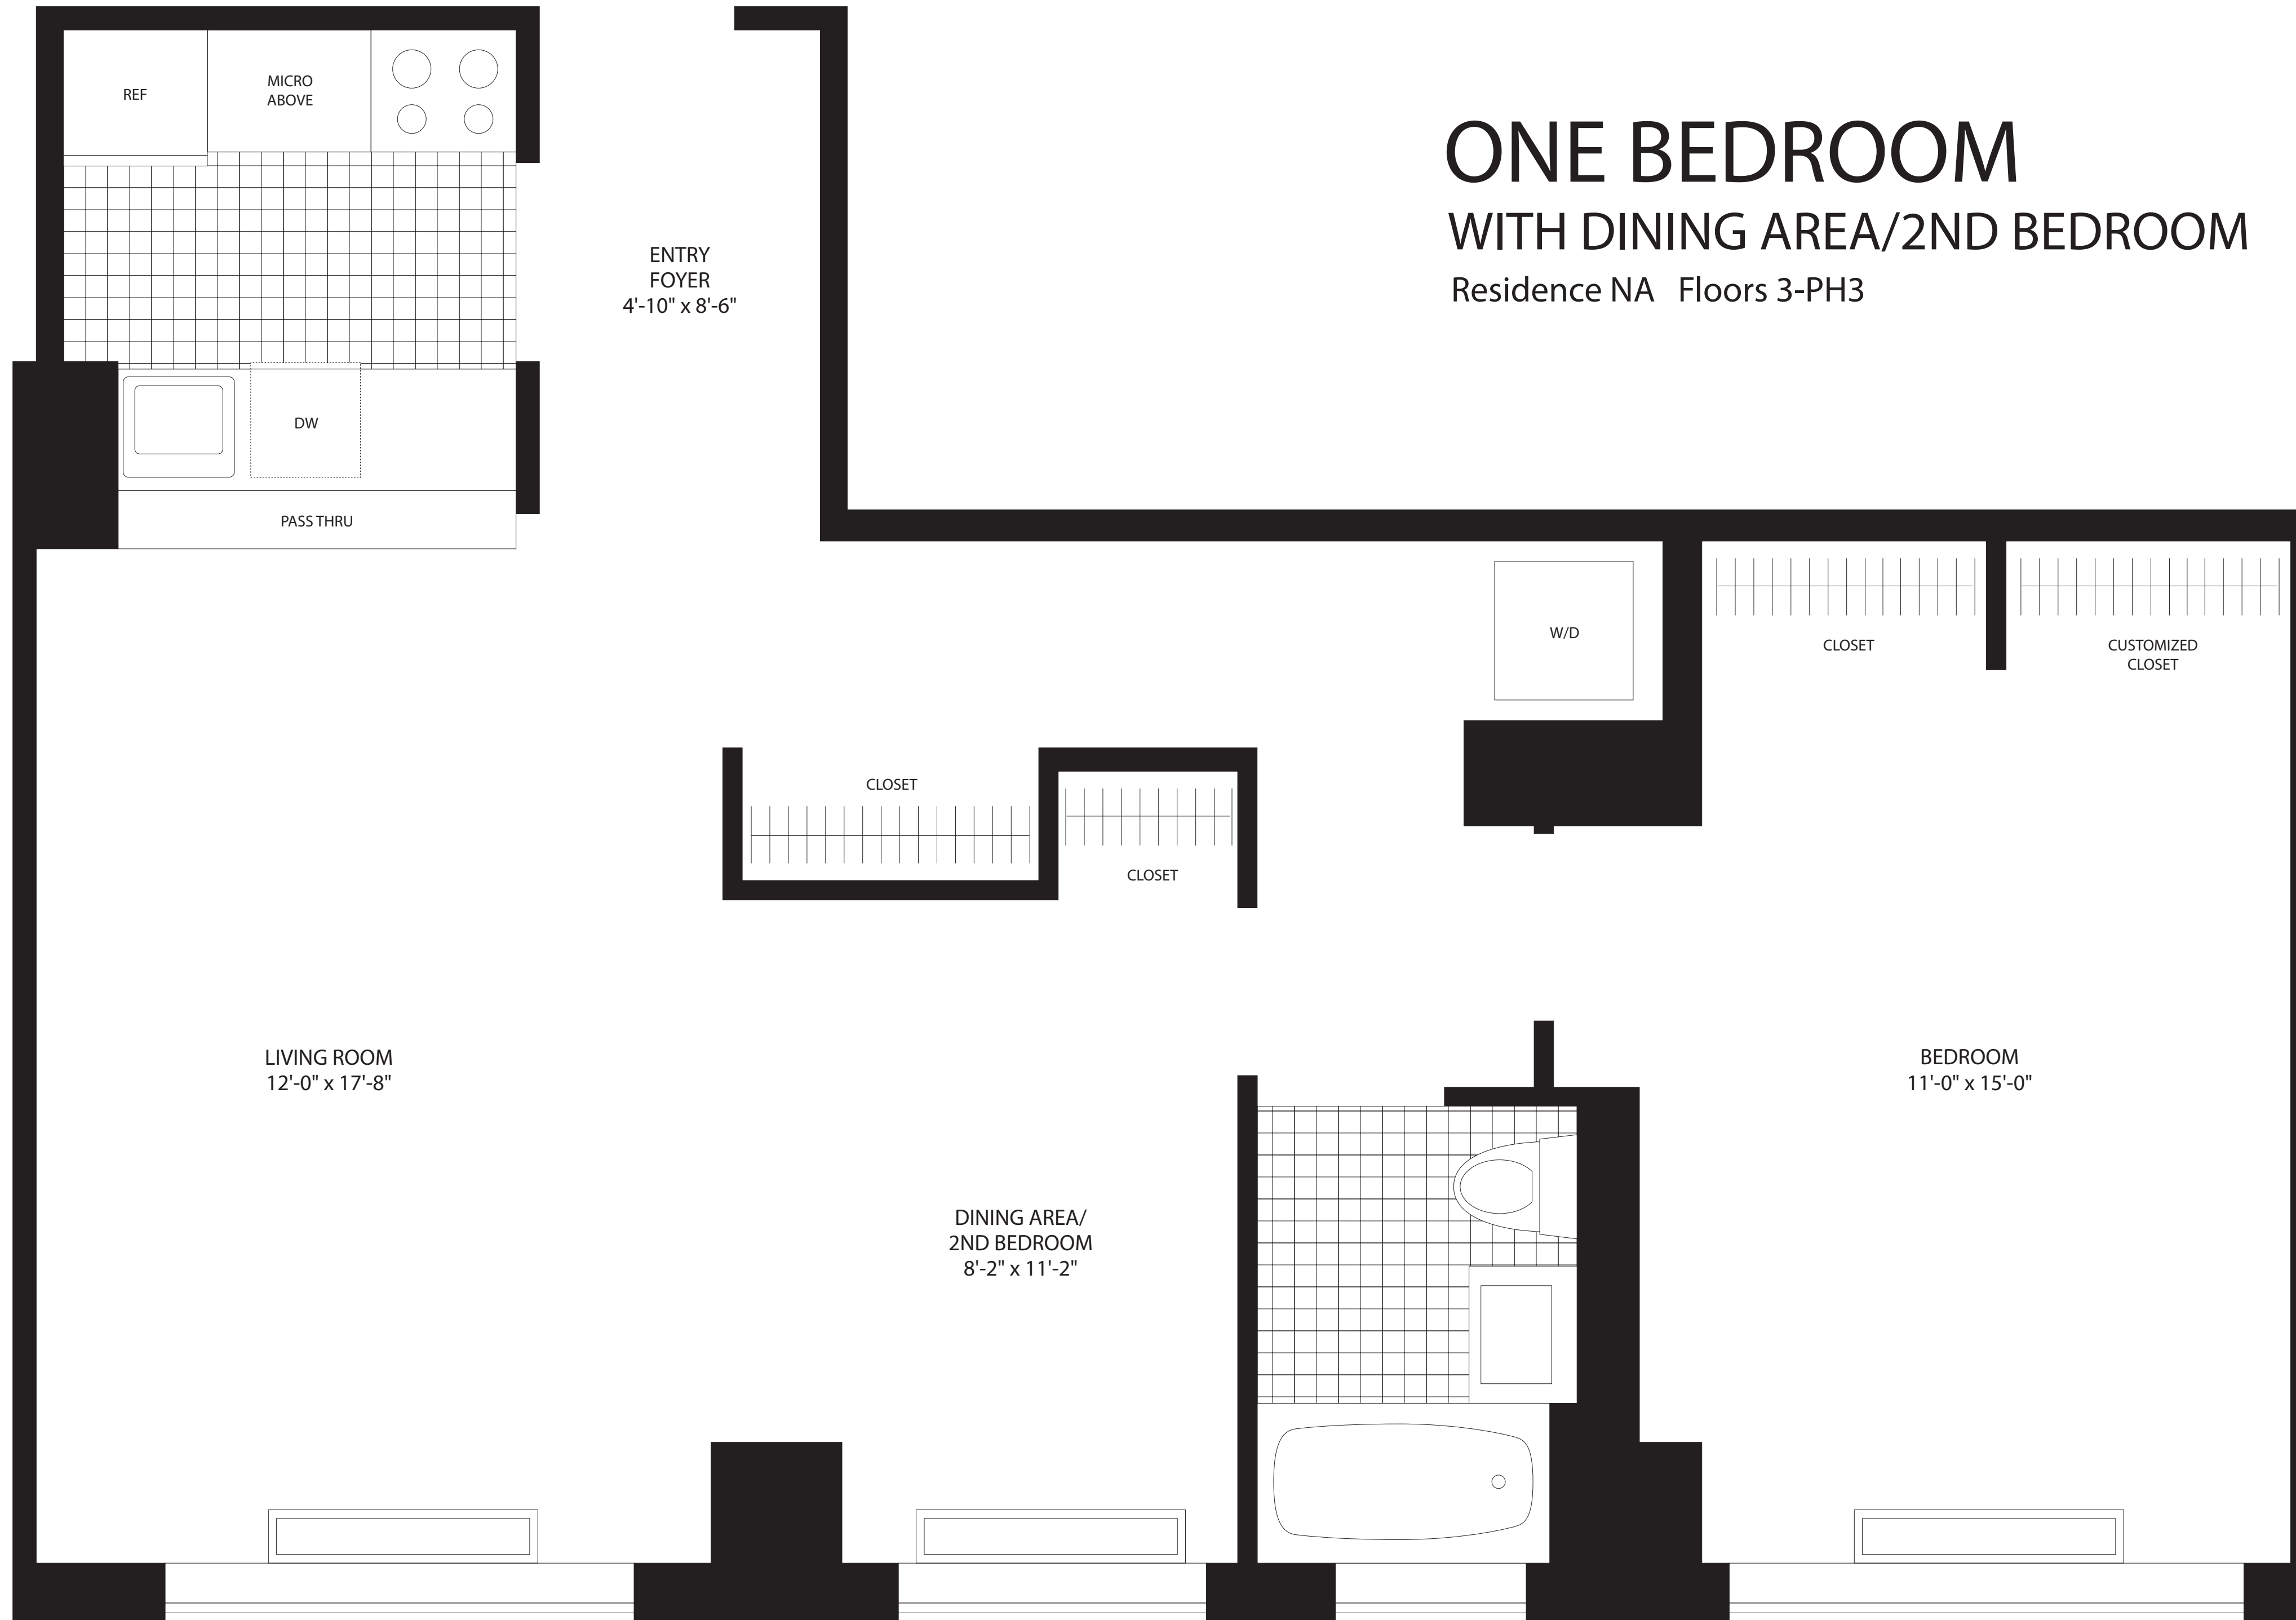 ONE BEDROOM
WITH DINING AREA/2ND BEDROOM
Residence NA   Floors 3-PH3
REF
MICRO
ABOVE
ENTRY
FOYER
4'-10" x 8'-6"
DW
PASS THRU
W/D
CLOSET
CUSTOMIZED
CLOSET
CLOSET
CLOSET
LIVING ROOM
12'-0" x 17'-8"
BEDROOM
11'-0" x 15'-0"
DINING AREA/
2ND BEDROOM
8'-2" x 11'-2"